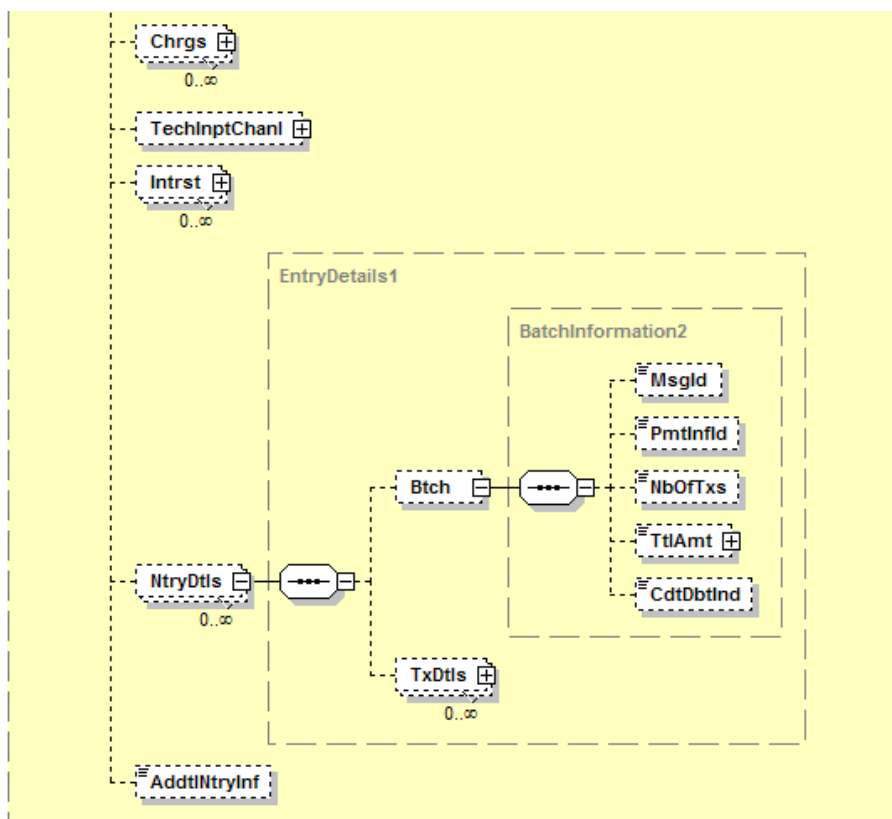 Chrgs
0..∞
TechInptChanl
Intrst
0..∞
EntryDetails1
BatchInformation2
MsgId
PmtInfId
Btch
NbOfTxs
TtlAmt
NtryDtls
CdtDbtInd
0..∞
TxDtls
0..∞
AddtlNtryInf